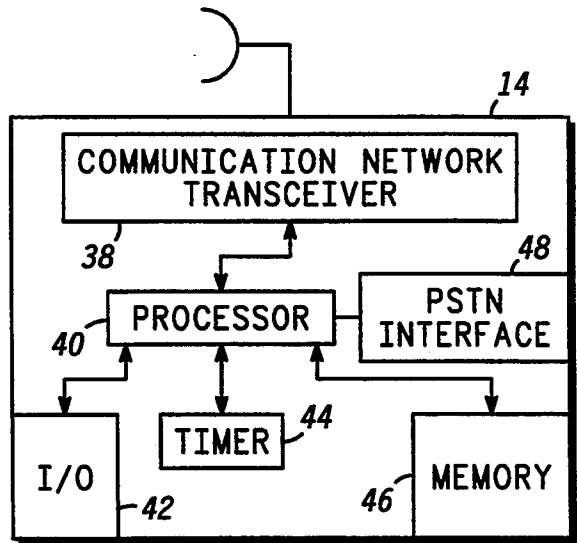 14
COMMUNICATION NETWORK
TRANSCEIVER
38
48
PROCESSOR
40
PSTN
INTERFACE
I/O
42
TIMER
44
46
MEMORY